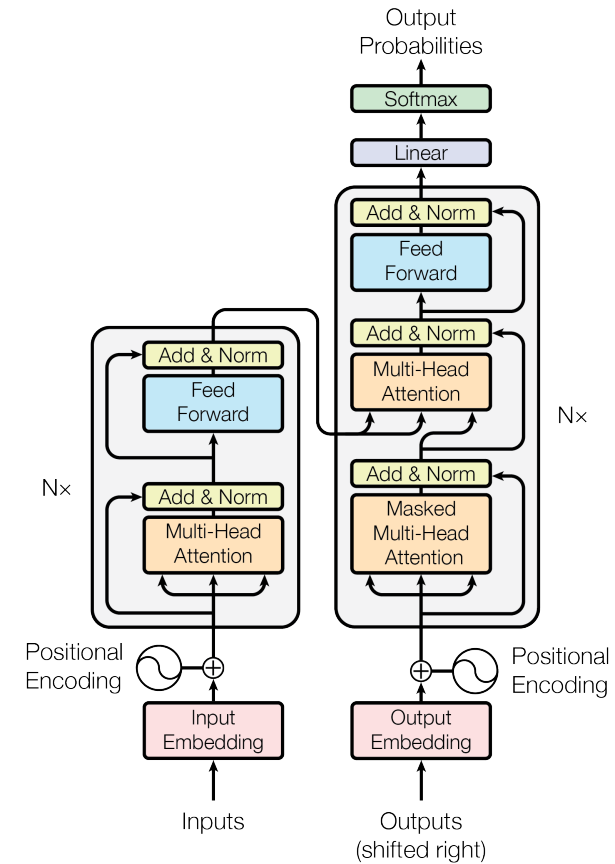 Output
Probabilities
Softmax
Linear
Add & Norm
Feed
Forward
Add & Norm
Multi-Head
Attention
Add & Norm
Masked
Multi-Head
Attention
N×
Add & Norm
Feed
Forward
Add & Norm
Multi-Head
Attention
N×
Positional
Encoding
Positional
Encoding
Input
Embedding
Output
Embedding
Inputs
Outputs
(shifted right)